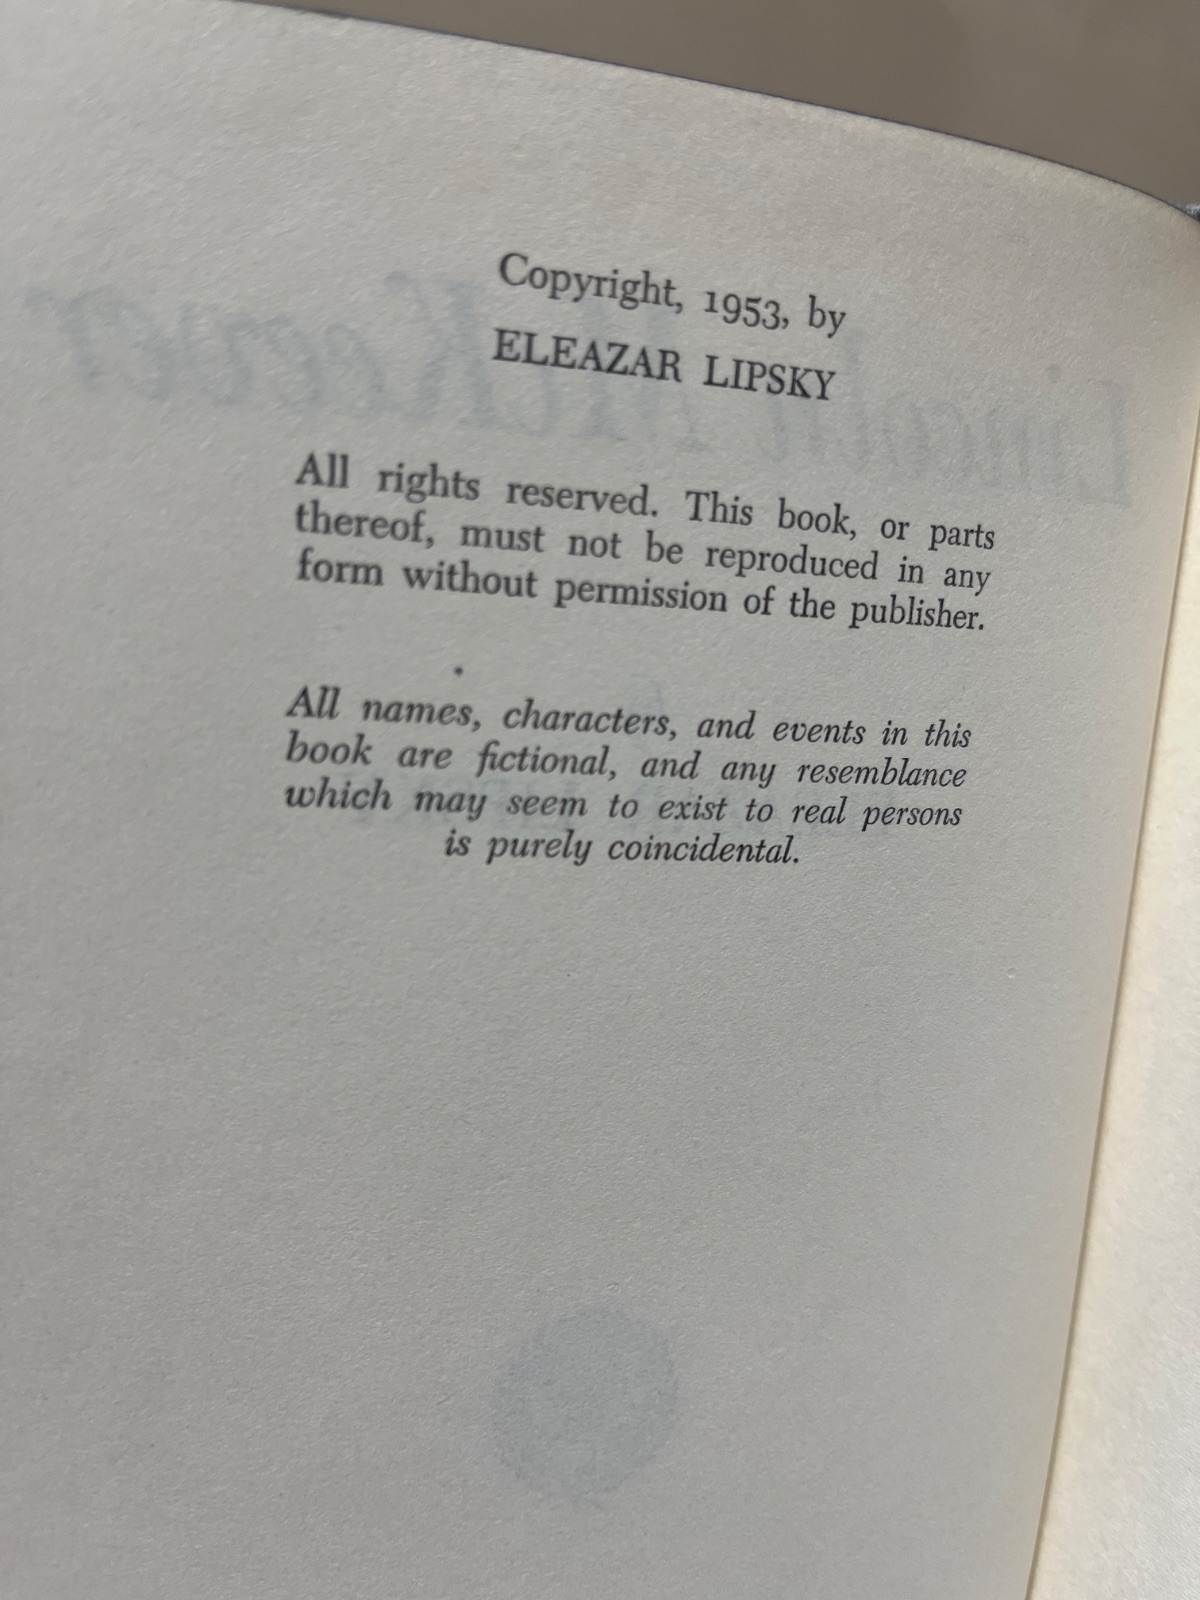 Copyright, 1953, by
ELEAZAR LIPSKY
All rights reserved. This book, or parts
thereof, must not be reproduced in any
form without permission of the publisher.
All names, characters, and events in this
book are fictional, and any resemblance
which may seem to exist to real persons
is purely coincidental.